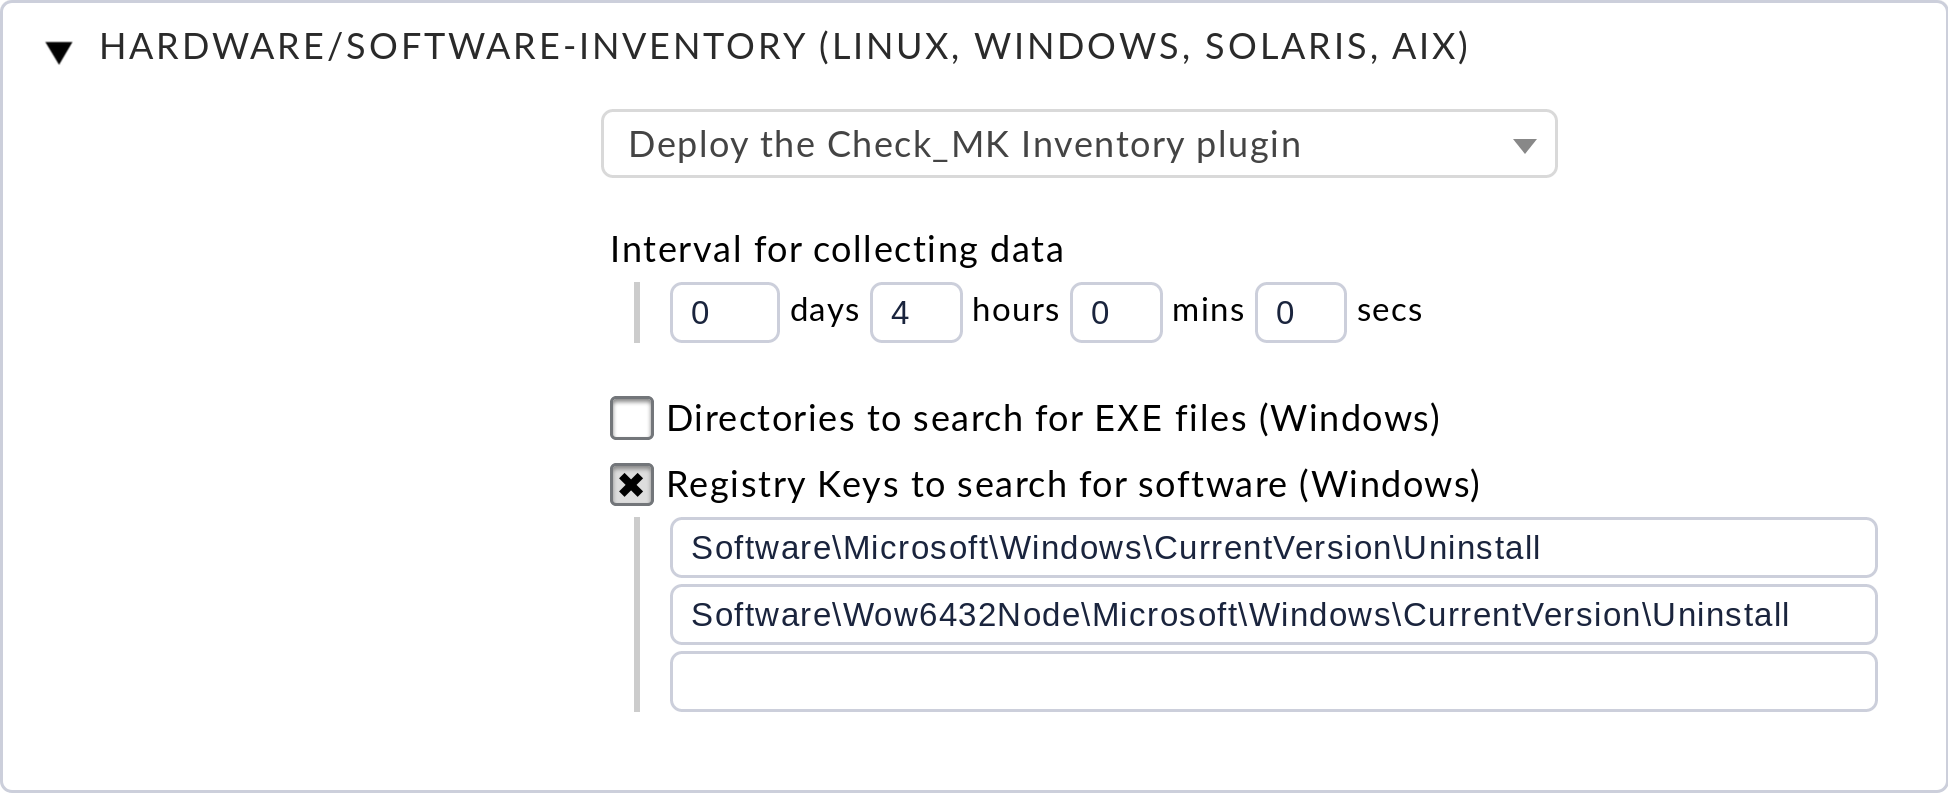 HARDWARE/SOFTWARE-INVENTORY (LINUX, WINDOWS, SOLARIS, AIX)
Deploy the Check_MK Inventory plugin
Interval for collecting data
0 days 4 hours 0 mins 0 secs
Directories to search for EXE files (Windows)
Registry Keys to search for software (Windows)
Software\Microsoft\Windows\CurrentVersion\Uninstall
Software\Wow6432Node\Microsoft\Windows\CurrentVersion\Uninstall